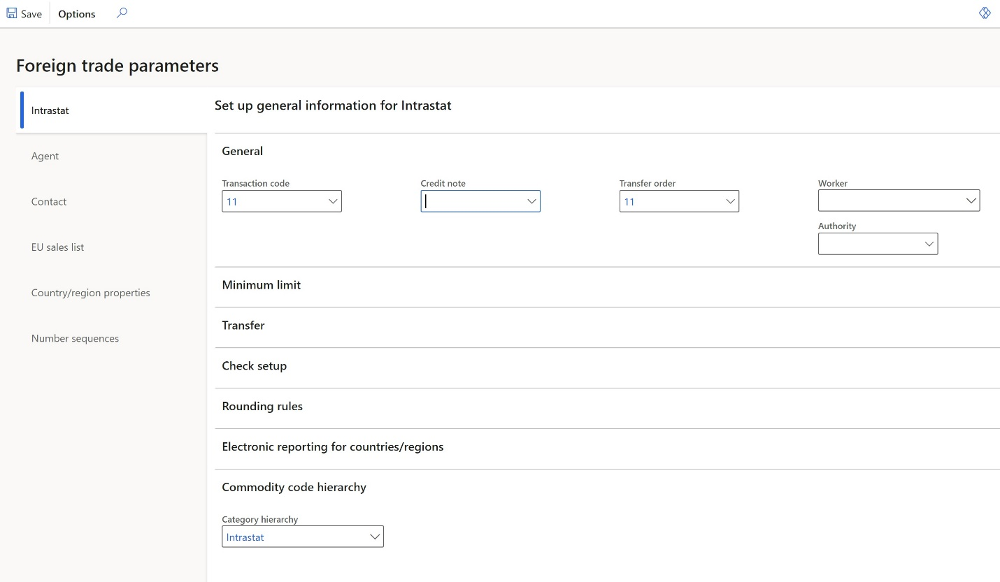 Save
Options
Foreign trade parameters
Intrastat
Agent
Contact
EU sales list
Country/region properties
Number sequences
Set up general information for Intrastat
General
Transaction code
11
Credit note
Transfer order
11
Worker
Authority
Minimum limit
Transfer
Check setup
Rounding rules
Electronic reporting for countries/regions
Commodity code hierarchy
Category hierarchy
Intrastat